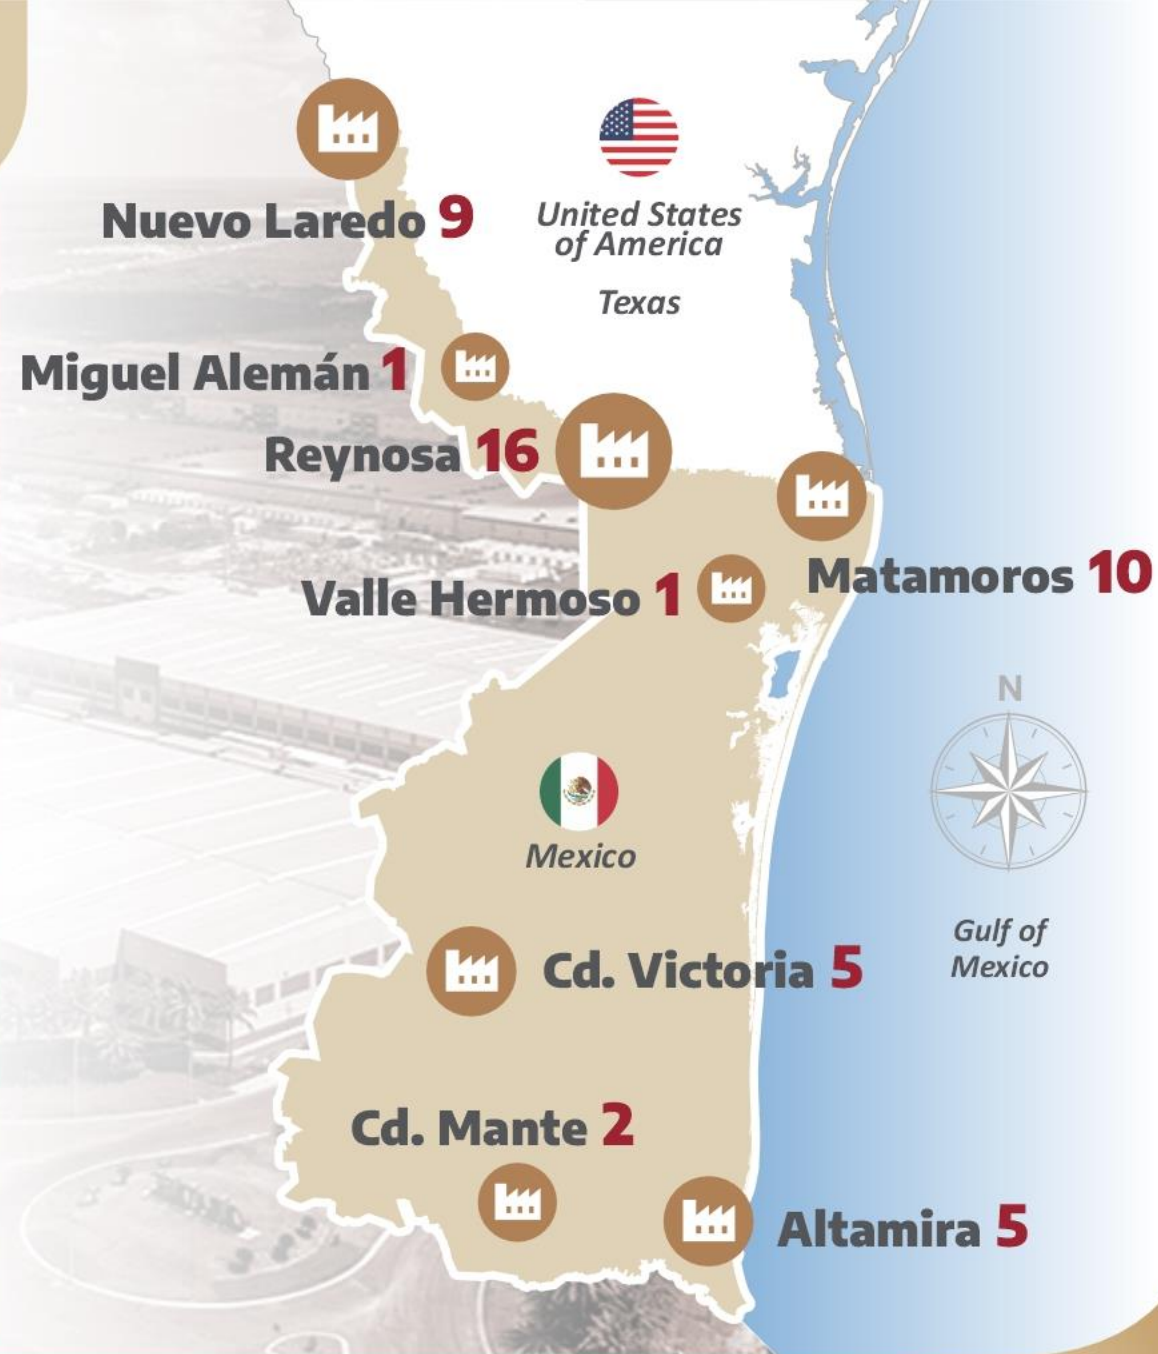 Nuevo Laredo 9
United States
of America
Texas
Miguel Alemán 1
Reynosa 16
Matamoros 10
Valle Hermoso 1
N
Mexico
Gulf of
Mexico
Cd. Victoria 5
Cd. Mante 2
Altamira 5